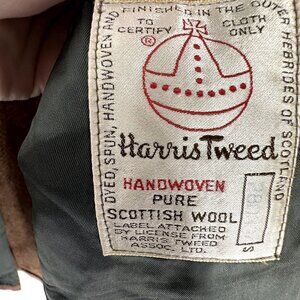 DYED, SPUN, HANDWOVEN AND FINISHED IN THE OUTER HEBRIDES OF SCOTLAND
TO CERTIFY CLOTH ONLY
®
Harris Tweed
HANDWOVEN
PURE
SCOTTISH WOOL
LABEL ATTACHED
BY LICENSE FROM
HARRIS TWEED
ASSOC. LTD.